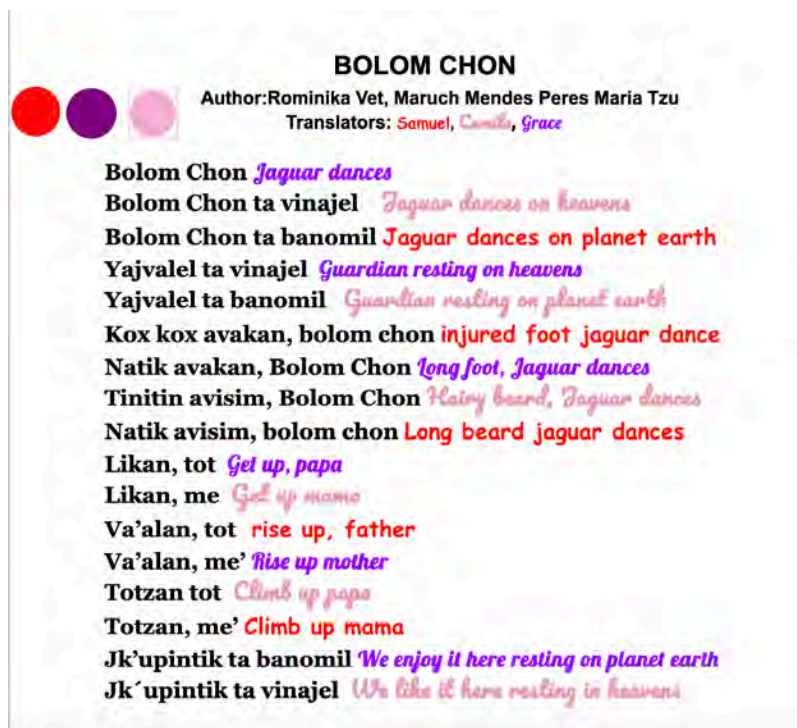 BOLOM CHON
Author:Rominika Vet, Maruch Mendes Peres Maria Tzu
Translators: Samuel, Camila, Grace
Bolom Chon Jaguar dances
Bolom Chon ta vinajel Jaguar dances on heavens
Bolom Chon ta banomil Jaguar dances on planet earth
Yajvalel ta vinajel Guardian resting on heavens
Yajvalel ta banomil Guardian resting on planet earth
Kox kox avakan, bolom chon injured foot jaguar dance
Natik avakan, Bolom Chon Long foot, Jaguar dances
Tinitin avisim, Bolom Chon Hairy beard, Jaguar dances
Natik avisim, bolom chon Long beard jaguar dances
Likan, tot Get up, papa
Likan, me Get up mama
Va’alan, tot rise up, father
Va’alan, me’ Rise up mother
Totzan tot Climb up papa
Totzan, me’ Climb up mama
Jk’upintik ta banomil We enjoy it here resting on planet earth
Jk´upintik ta vinajel We like it here resting in heavens